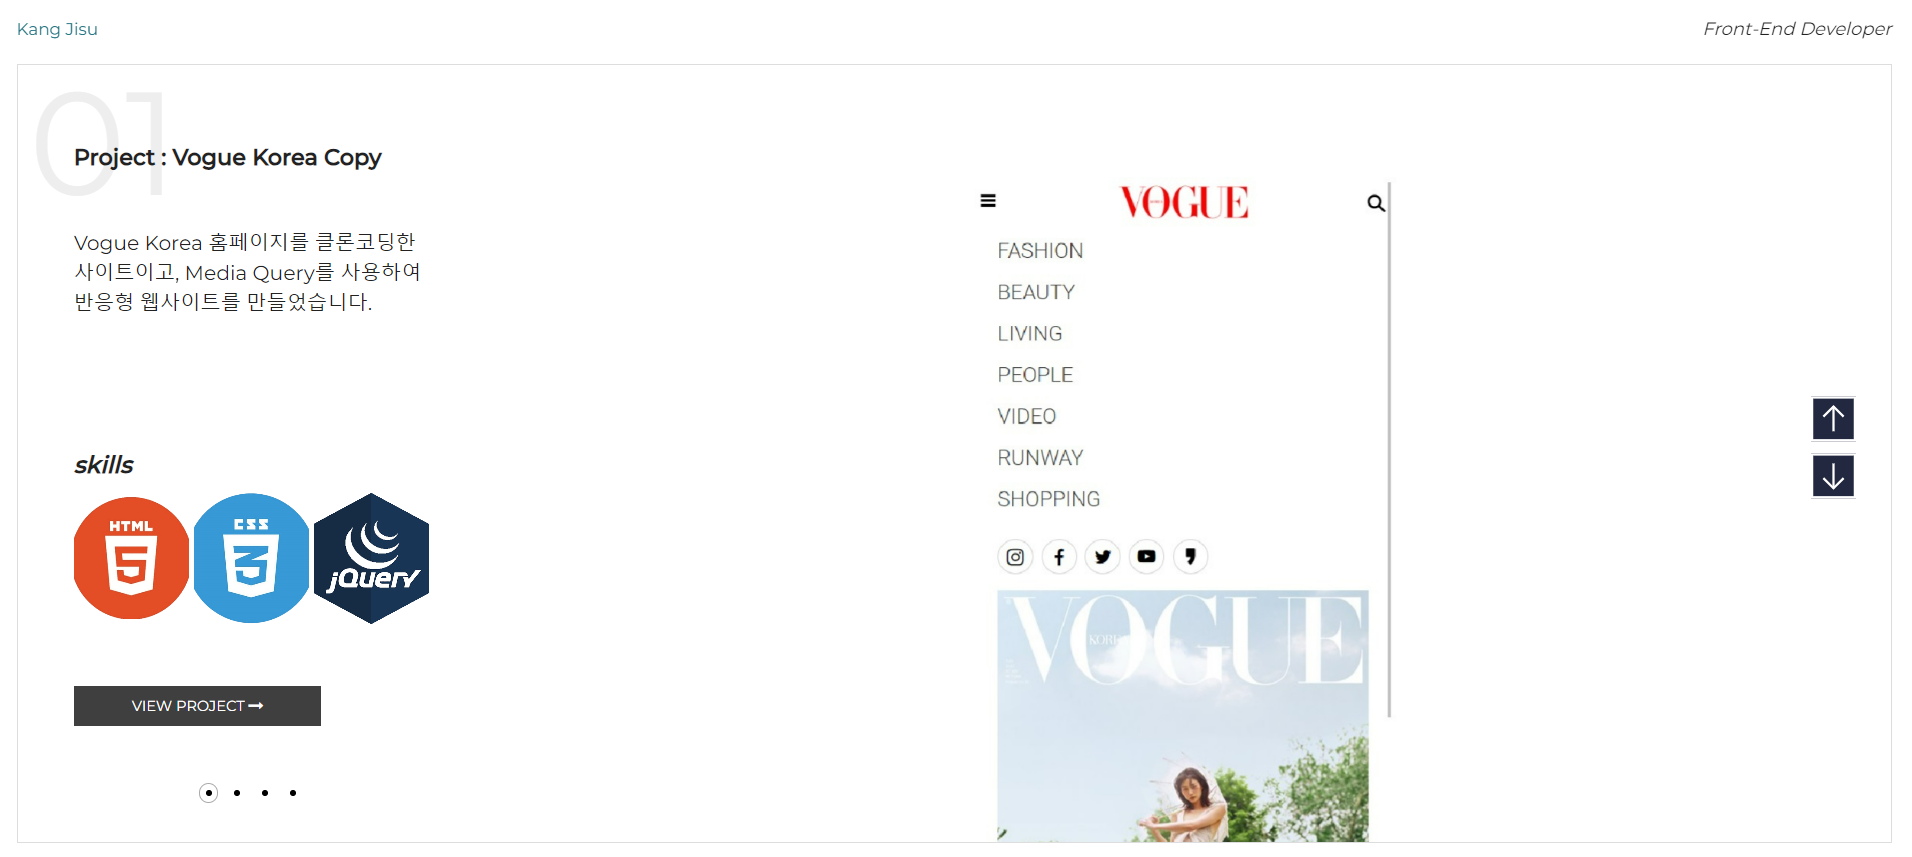 Kang Jisu
Front-End Developer
01
Project : Vogue Korea Copy
Vogue Korea 홈페이지를 클론코딩한
사이트이고, Media Query를 사용하여
반응형 웹사이트를 만들었습니다.
skills
HTML
5
CSS
3
jQuery
VIEW PROJECT
VOGUE
FASHION
BEAUTY
LIVING
PEOPLE
VIDEO
RUNWAY
SHOPPING
VOGUE